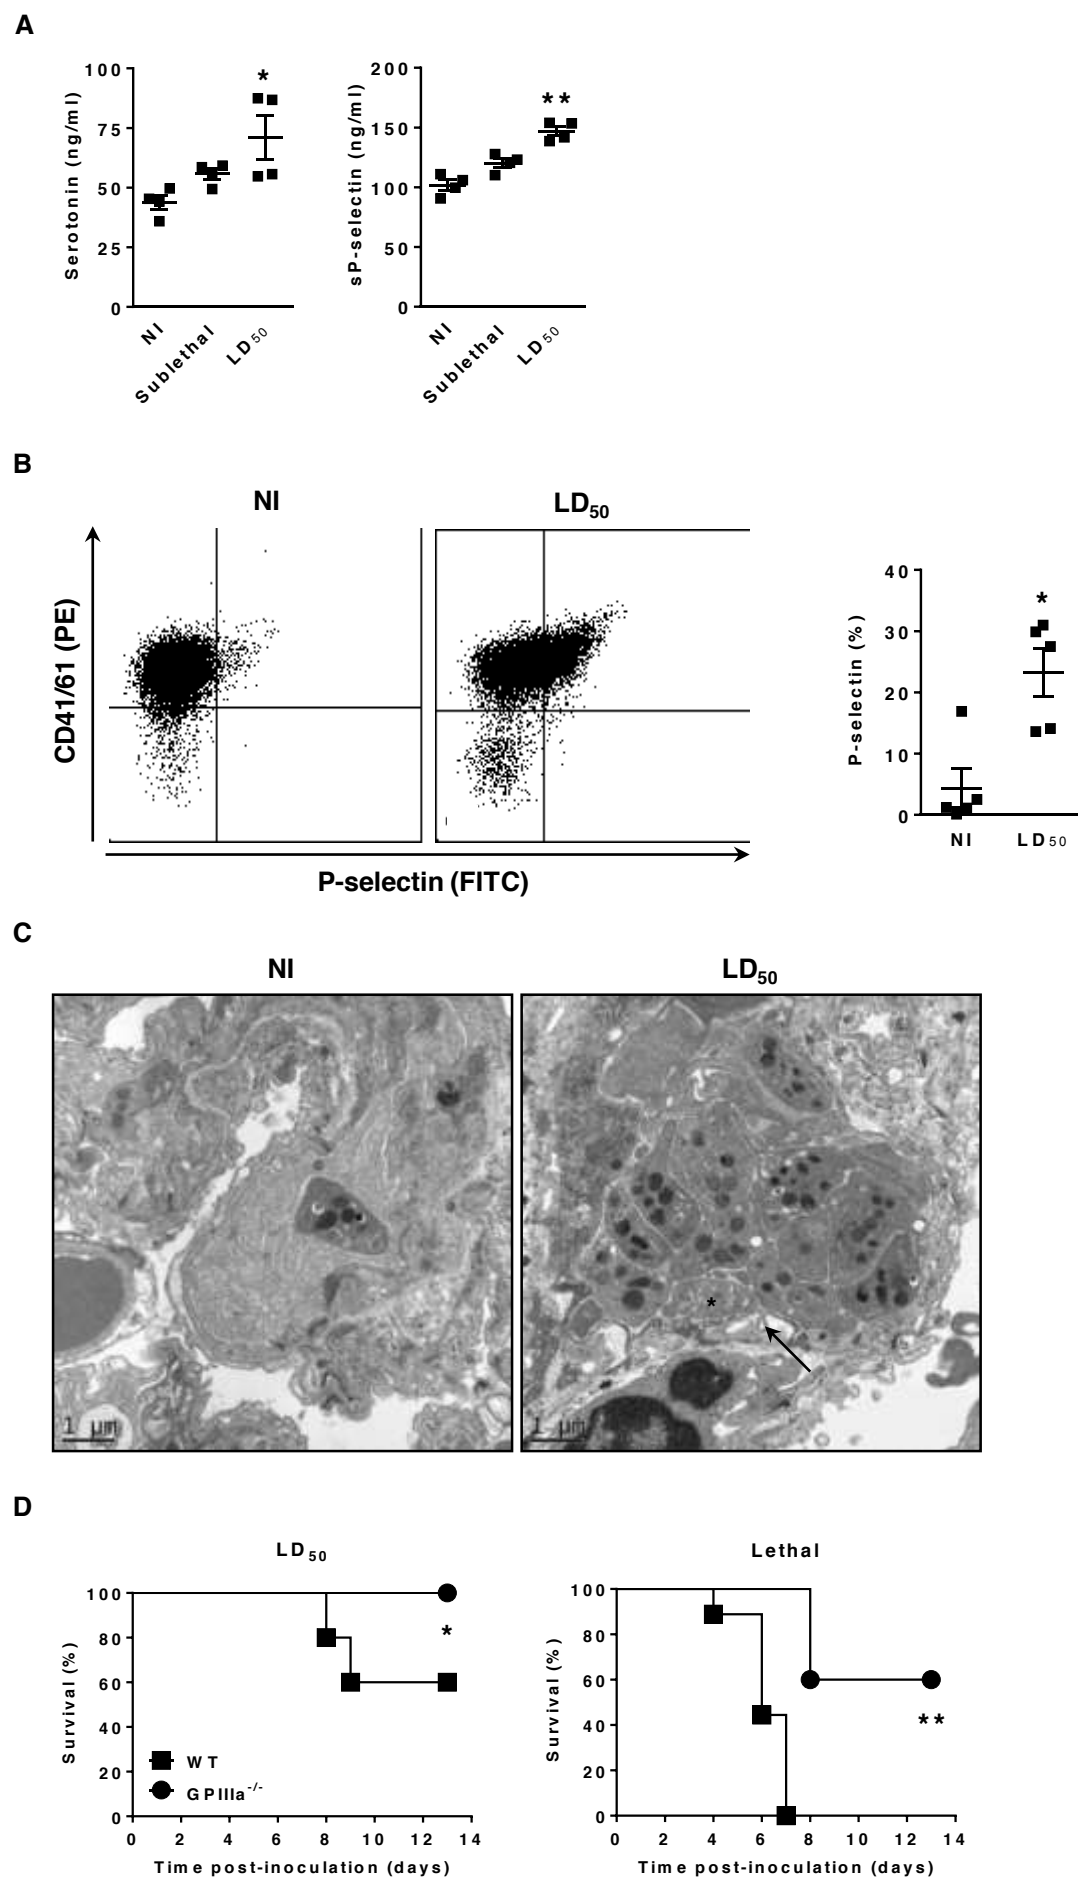 A
Serotonin (ng/ml)
100
75
50
25
0
*
NI
Sublethal
LD50
sP-selectin (ng/ml)
200
150
100
50
0
**
NI
Sublethal
LD50
B
NI
LD50
CD41/61 (PE)
P-selectin (FITC)
P-selectin (%)
40
30
20
10
0
*
NI
LD50
C
NI
LD50
*
1 µm
1 µm
D
LD50
Survival (%)
100
80
60
40
20
0
*
WT
GPIIIa-/-
0 2 4 6 8 10 12 14
Time post-inoculation (days)
Lethal
Survival (%)
100
80
60
40
20
0
**
0 2 4 6 8 10 12 14
Time post-inoculation (days)